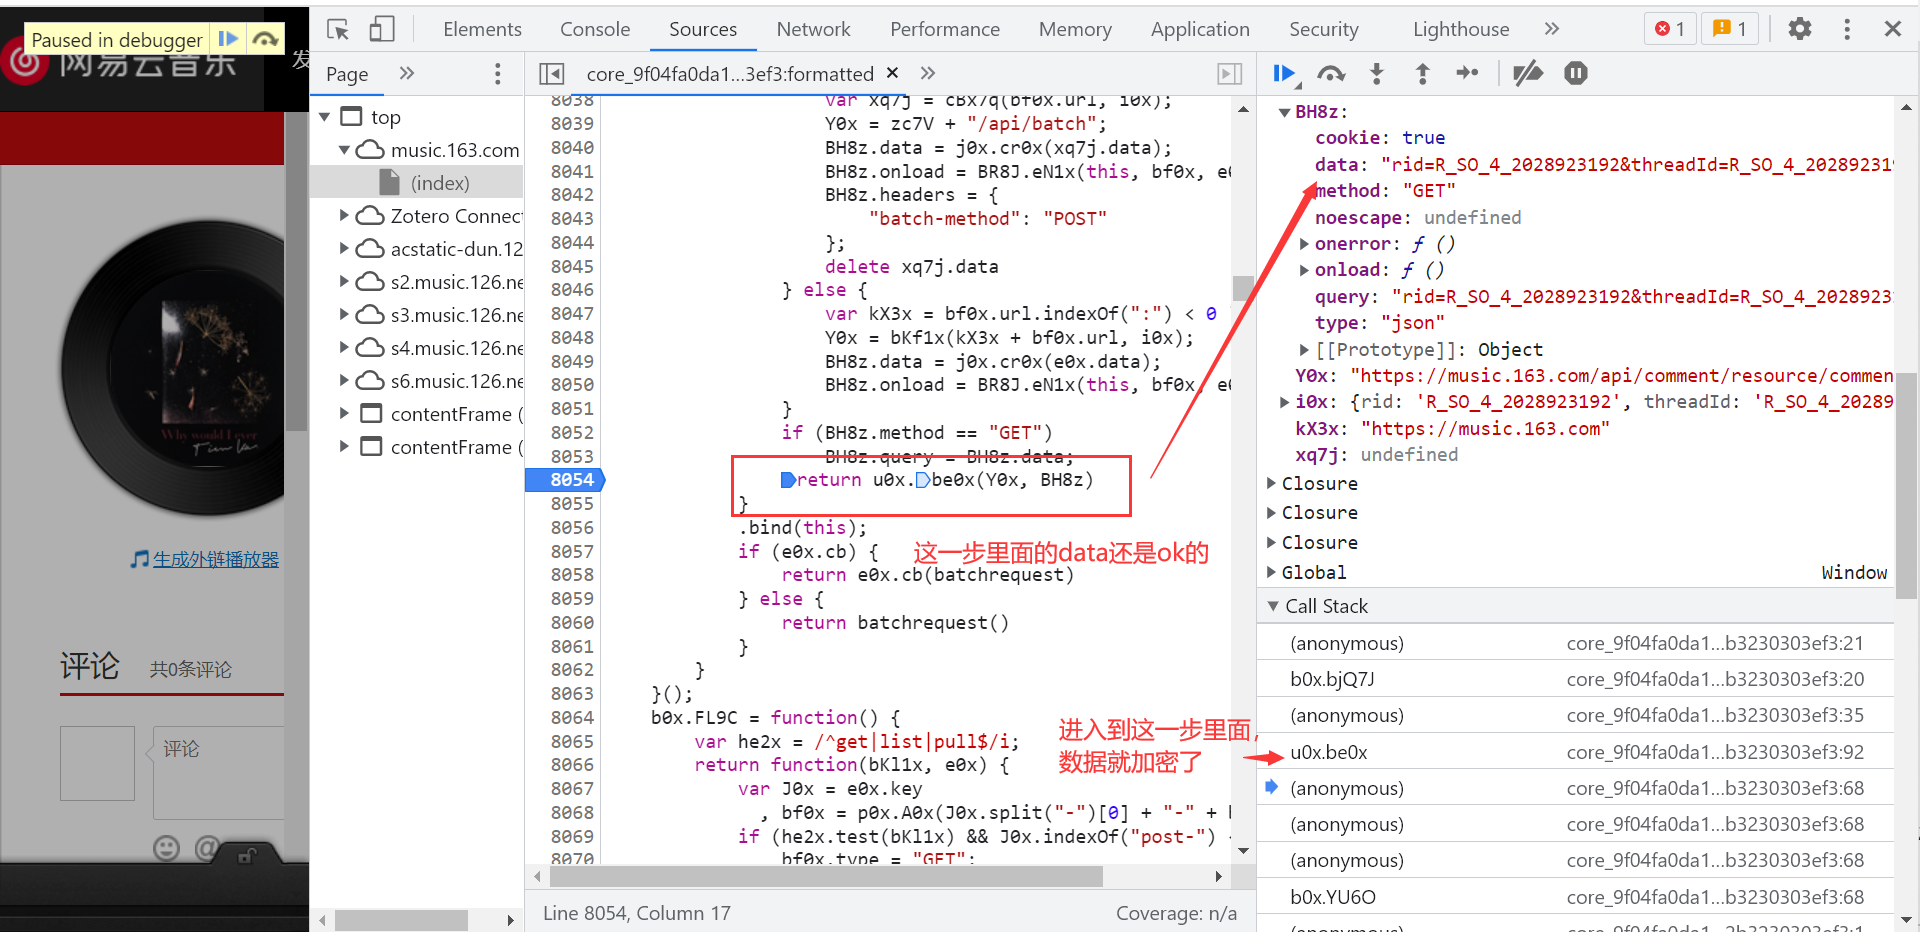 Paused in debugger
网易云音乐
发
生成外链播放器
评论
共0条评论
评论
Elements
Console
Sources
Network
Performance
Memory
Application
Security
Lighthouse
1
1
Page
core_9f04fa0da1...3ef3:formatted
top
music.163.com
(index)
Zotero Connect
acstatic-dun.12
s2.music.126.ne
s3.music.126.ne
s4.music.126.ne
s6.music.126.ne
contentFrame (
contentFrame (
8038 var xq7j = cBx7q(bf0x.url, i0x);
8039 Y0x = zc7V + "/api/batch";
8040 BH8z.data = j0x.cr0x(xq7j.data);
8041 BH8z.onload = BR8J.eN1x(this, bf0x, e0
8042 BH8z.headers = {
8043 "batch-method": "POST"
8044 };
8045 delete xq7j.data
8046 } else {
8047 var kX3x = bf0x.url.indexOf(":") < 0
8048 Y0x = bKf1x(kX3x + bf0x.url, i0x);
8049 BH8z.data = j0x.cr0x(e0x.data);
8050 BH8z.onload = BR8J.eN1x(this, bf0x, e0
8051 }
8052 if (BH8z.method == "GET")
8053 BH8z.query = BH8z.data;
8054 return u0x.be0x(Y0x, BH8z)
8055 }
8056 .bind(this);
8057 if (e0x.cb) {
这一步里面的data还是ok的
8058 return e0x.cb(batchrequest)
8059 } else {
8060 return batchrequest()
8061 }
8062 }
8063 }();
8064 b0x.FL9C = function() {
8065 var he2x = /^get|list|pull$/i;
8066 return function(bKl1x, e0x) {
8067 var J0x = e0x.key
8068 , bf0x = p0x.A0x(J0x.split("-")[0] + "-" + b
8069 if (he2x.test(bKl1x) && J0x.indexOf("post-")
8070 bf0x.type = "GET";
进入到这一步里面，
数据就加密了
Line 8054, Column 17
Coverage: n/a
BH8z:
cookie: true
data: "rid=R_SO_4_2028923192&threadId=R_SO_4_20289231
method: "GET"
noescape: undefined
onerror: ƒ ()
onload: ƒ ()
query: "rid=R_SO_4_2028923192&threadId=R_SO_4_2028923
type: "json"
[[Prototype]]: Object
Y0x: "https://music.163.com/api/comment/resource/commen
i0x: {rid: 'R_SO_4_2028923192', threadId: 'R_SO_4_20289
kX3x: "https://music.163.com"
xq7j: undefined
Closure
Closure
Closure
Global
Window
Call Stack
(anonymous) core_9f04fa0da1...b3230303ef3:21
b0x.bjQ7J core_9f04fa0da1...b3230303ef3:20
(anonymous) core_9f04fa0da1...b3230303ef3:35
u0x.be0x core_9f04fa0da1...b3230303ef3:92
(anonymous) core_9f04fa0da1...b3230303ef3:68
(anonymous) core_9f04fa0da1...b3230303ef3:68
(anonymous) core_9f04fa0da1...b3230303ef3:68
b0x.YU6O core_9f04fa0da1...b3230303ef3:68